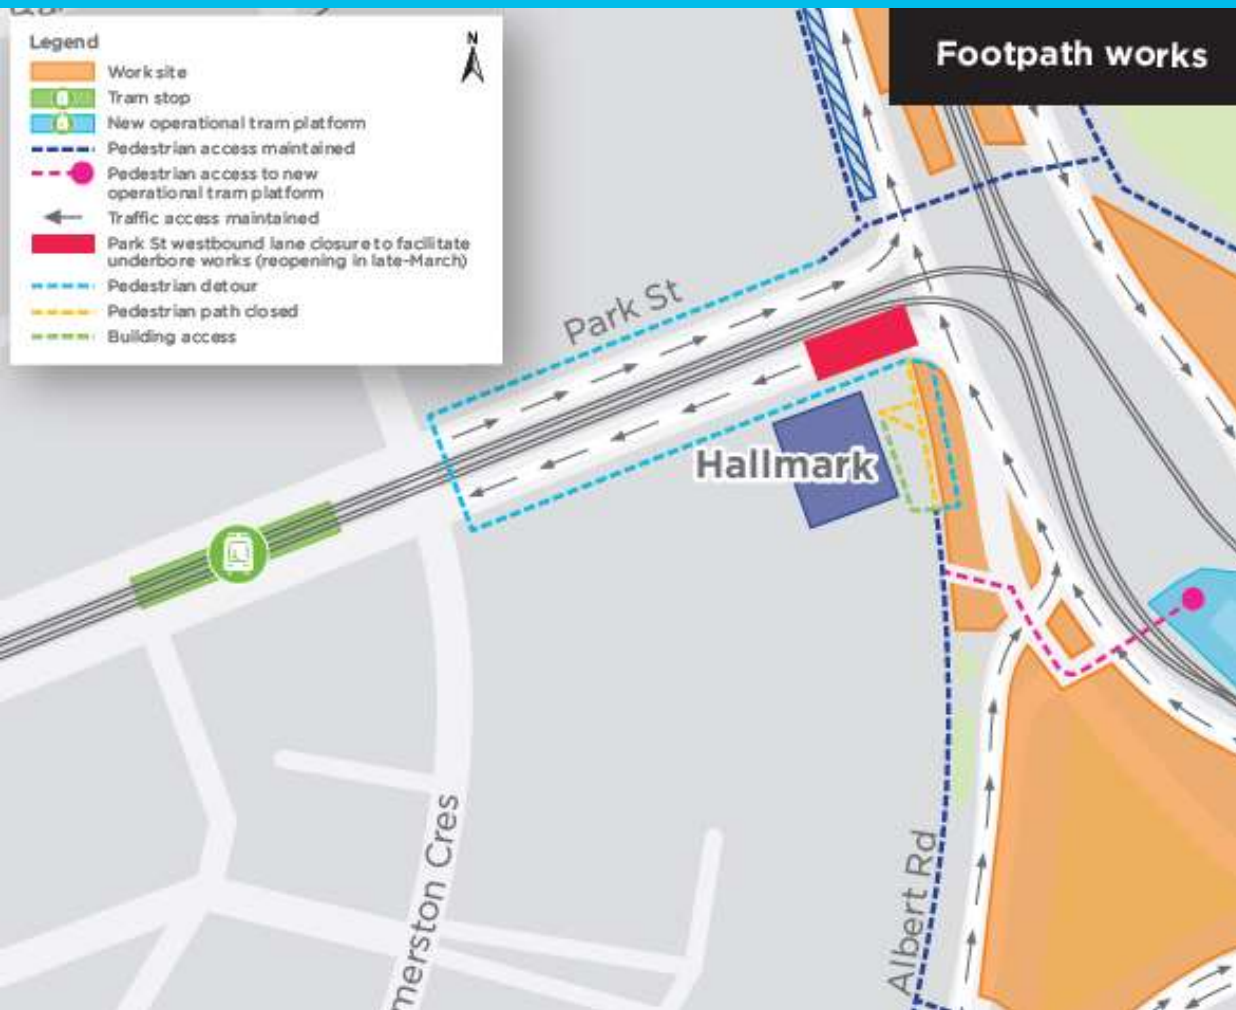 Footpath works
Legend
N
Work site
Tram stop
New operational tram platform
Pedestrian access maintained
Pedestrian access to new
operational tram platform
Traffic access maintained
Park St westbound lane closure to facilitate
underbore works (reopening in late-March)
Pedestrian detour
Pedestrian path closed
Building access
Park St
Hallmark
merston Cres
Albert Rd